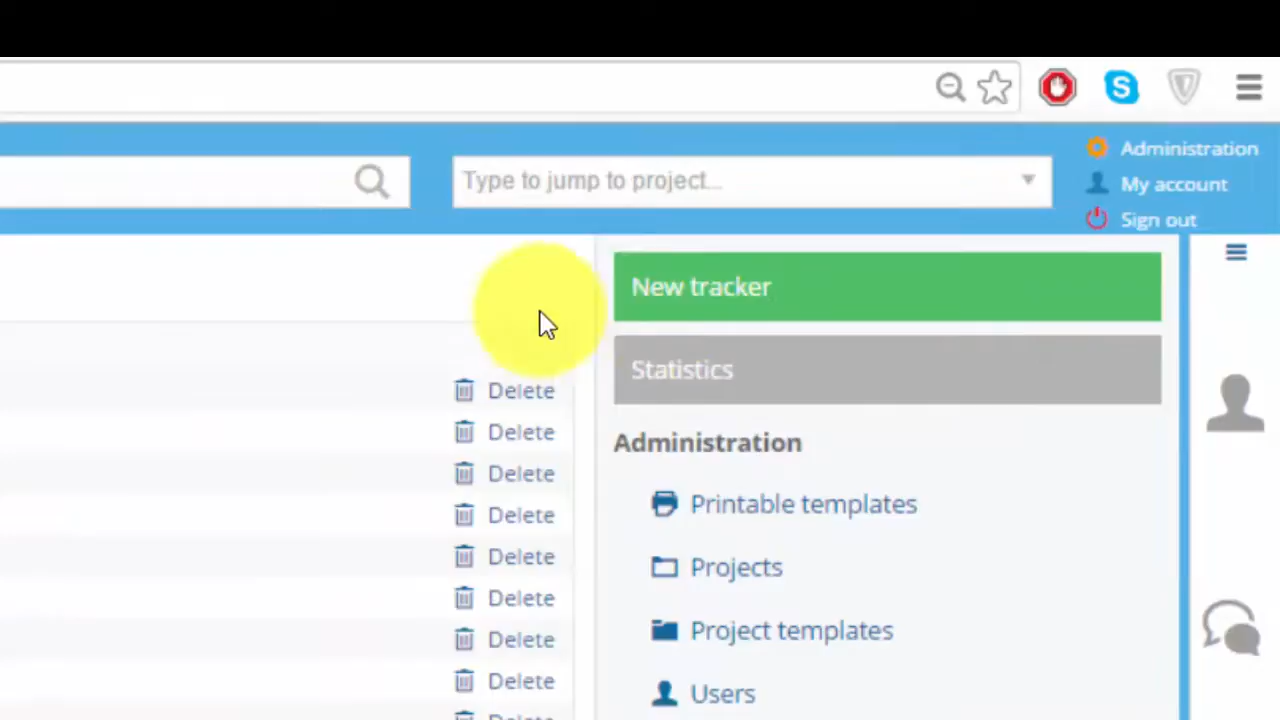 Type to jump to project...
Administration
My account
Sign out
New tracker
Statistics
Administration
Printable templates
Projects
Project templates
Users
Delete
Delete
Delete
Delete
Delete
Delete
Delete
Delete